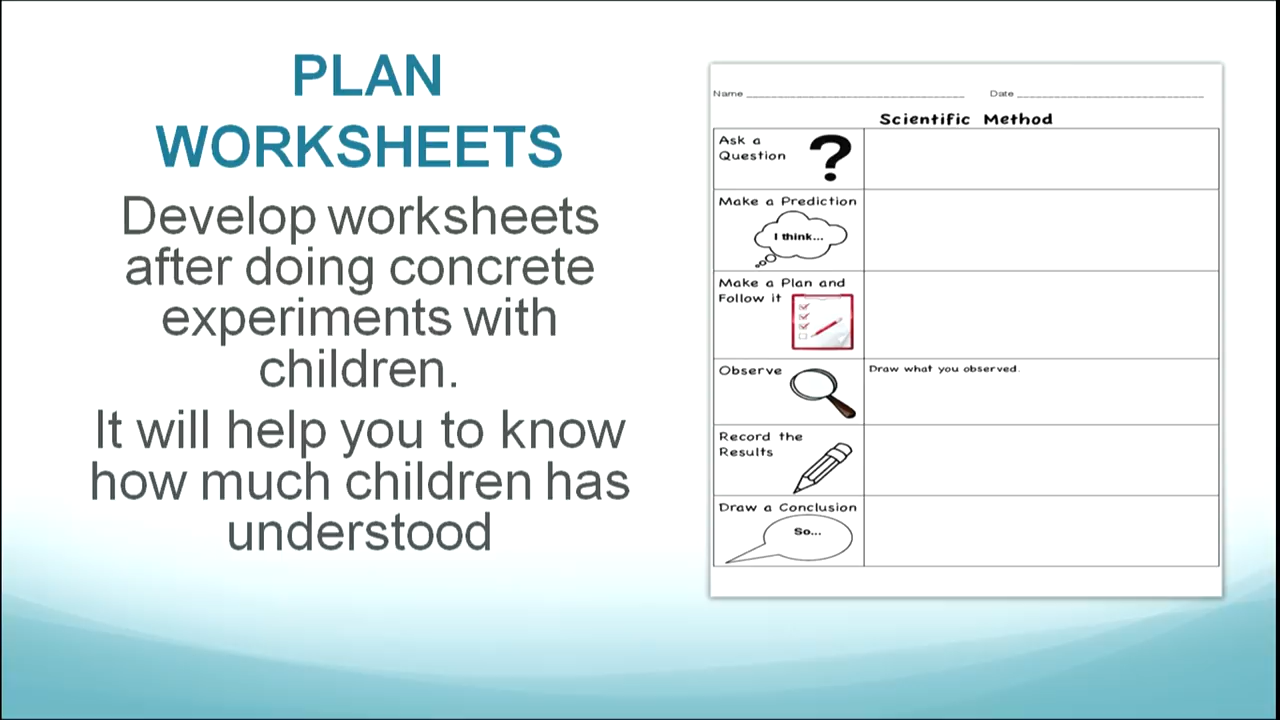 PLAN
WORKSHEETS
Develop worksheets
after doing concrete
experiments with
children.
It will help you to know
how much children has
understood
Name Date
Scientific Method
Ask a
Question
?
Make a Prediction
I think...
Make a Plan and
Follow it
Observe
Draw what you observed.
Record the
Results
Draw a Conclusion
So...